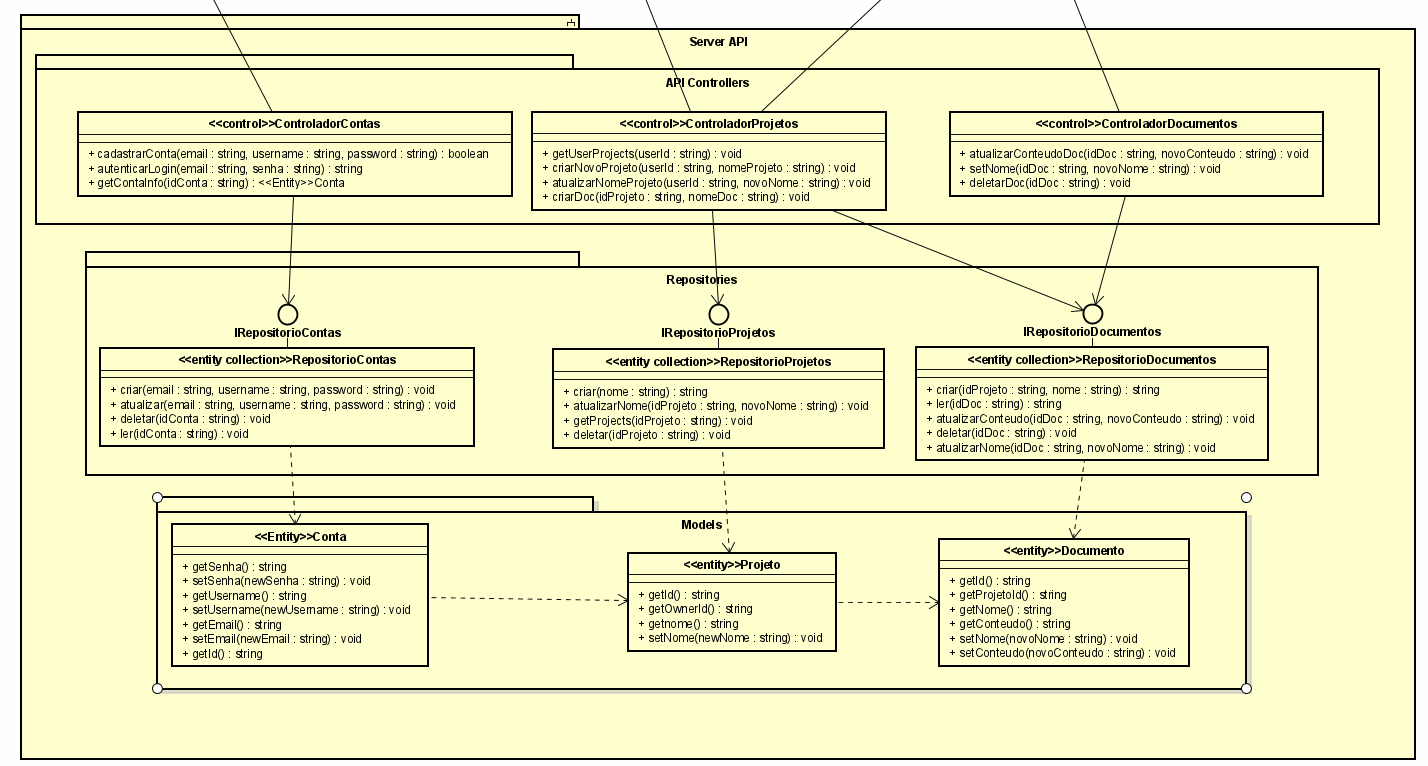 Server API
API Controllers
<<control>>ControladorContas
+ cadastrarConta(email : string, username : string, password : string) : boolean
+ autenticarLogin(email : string, senha : string) : string
+ getContaInfo(idConta : string) : <<Entity>>Conta
<<control>>ControladorProjetos
+ getUserProjects(userId : string) : void
+ criarNovoProjeto(userId : string, nomeProjeto : string) : void
+ atualizarNomeProjeto(userId : string, novoNome : string) : void
+ criarDoc(idProjeto : string, nomeDoc : string) : void
<<control>>ControladorDocumentos
+ atualizarConteudoDoc(idDoc : string, novoConteudo : string) : void
+ setNome(idDoc : string, novoNome : string) : void
+ deletarDoc(idDoc : string) : void
Repositories
IRepositorioContas
<<entity collection>>RepositorioContas
+ criar(email : string, username : string, password : string) : void
+ atualizar(email : string, username : string, password : string) : void
+ deletar(idConta : string) : void
+ ler(idConta : string) : void
IRepositorioProjetos
<<entity collection>>RepositorioProjetos
+ criar(nome : string) : string
+ atualizarNome(idProjeto : string, novoNome : string) : void
+ getProjects(idProjeto : string) : void
+ deletar(idProjeto : string) : void
IRepositorioDocumentos
<<entity collection>>RepositorioDocumentos
+ criar(idProjeto : string, nome : string) : string
+ ler(idDoc : string) : string
+ atualizarConteudo(idDoc : string, novoConteudo : string) : void
+ deletar(idDoc : string) : void
+ atualizarNome(idDoc : string, novoNome : string) : void
Models
<<Entity>>Conta
+ getSenha() : string
+ setSenha(newSenha : string) : void
+ getUsername() : string
+ setUsername(newUsername : string) : void
+ getEmail() : string
+ setEmail(newEmail : string) : void
+ getId() : string
<<entity>>Projeto
+ getId() : string
+ getOwnerId() : string
+ getnome() : string
+ setNome(newNome : string) : void
<<entity>>Documento
+ getId() : string
+ getProjetoId() : string
+ getNome() : string
+ getConteudo() : string
+ setNome(novoNome : string) : void
+ setConteudo(novoConteudo : string) : void